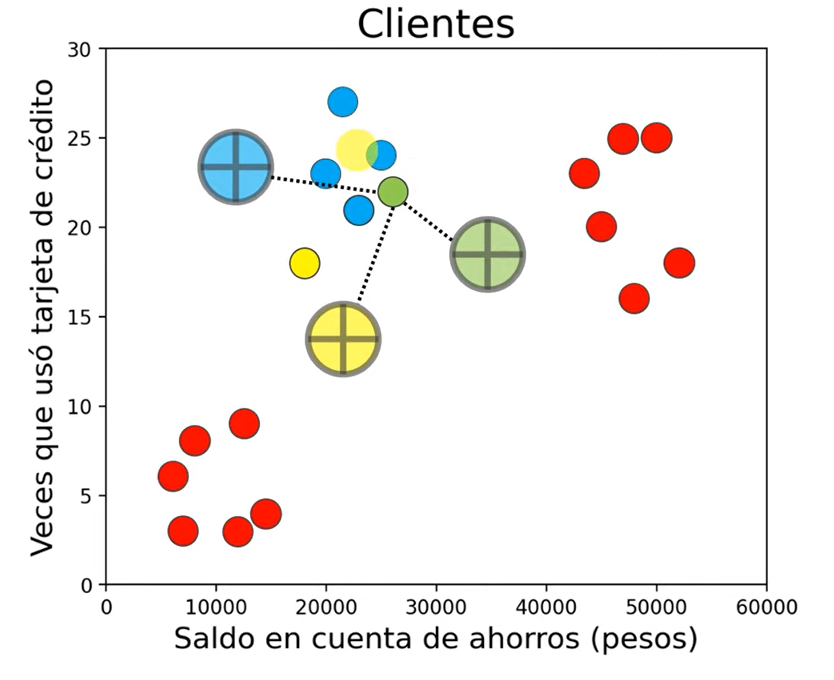 Clientes
30
25
20
15
10
5
0
Veces que usó tarjeta de crédito
0 10000 20000 30000 40000 50000 60000
Saldo en cuenta de ahorros (pesos)